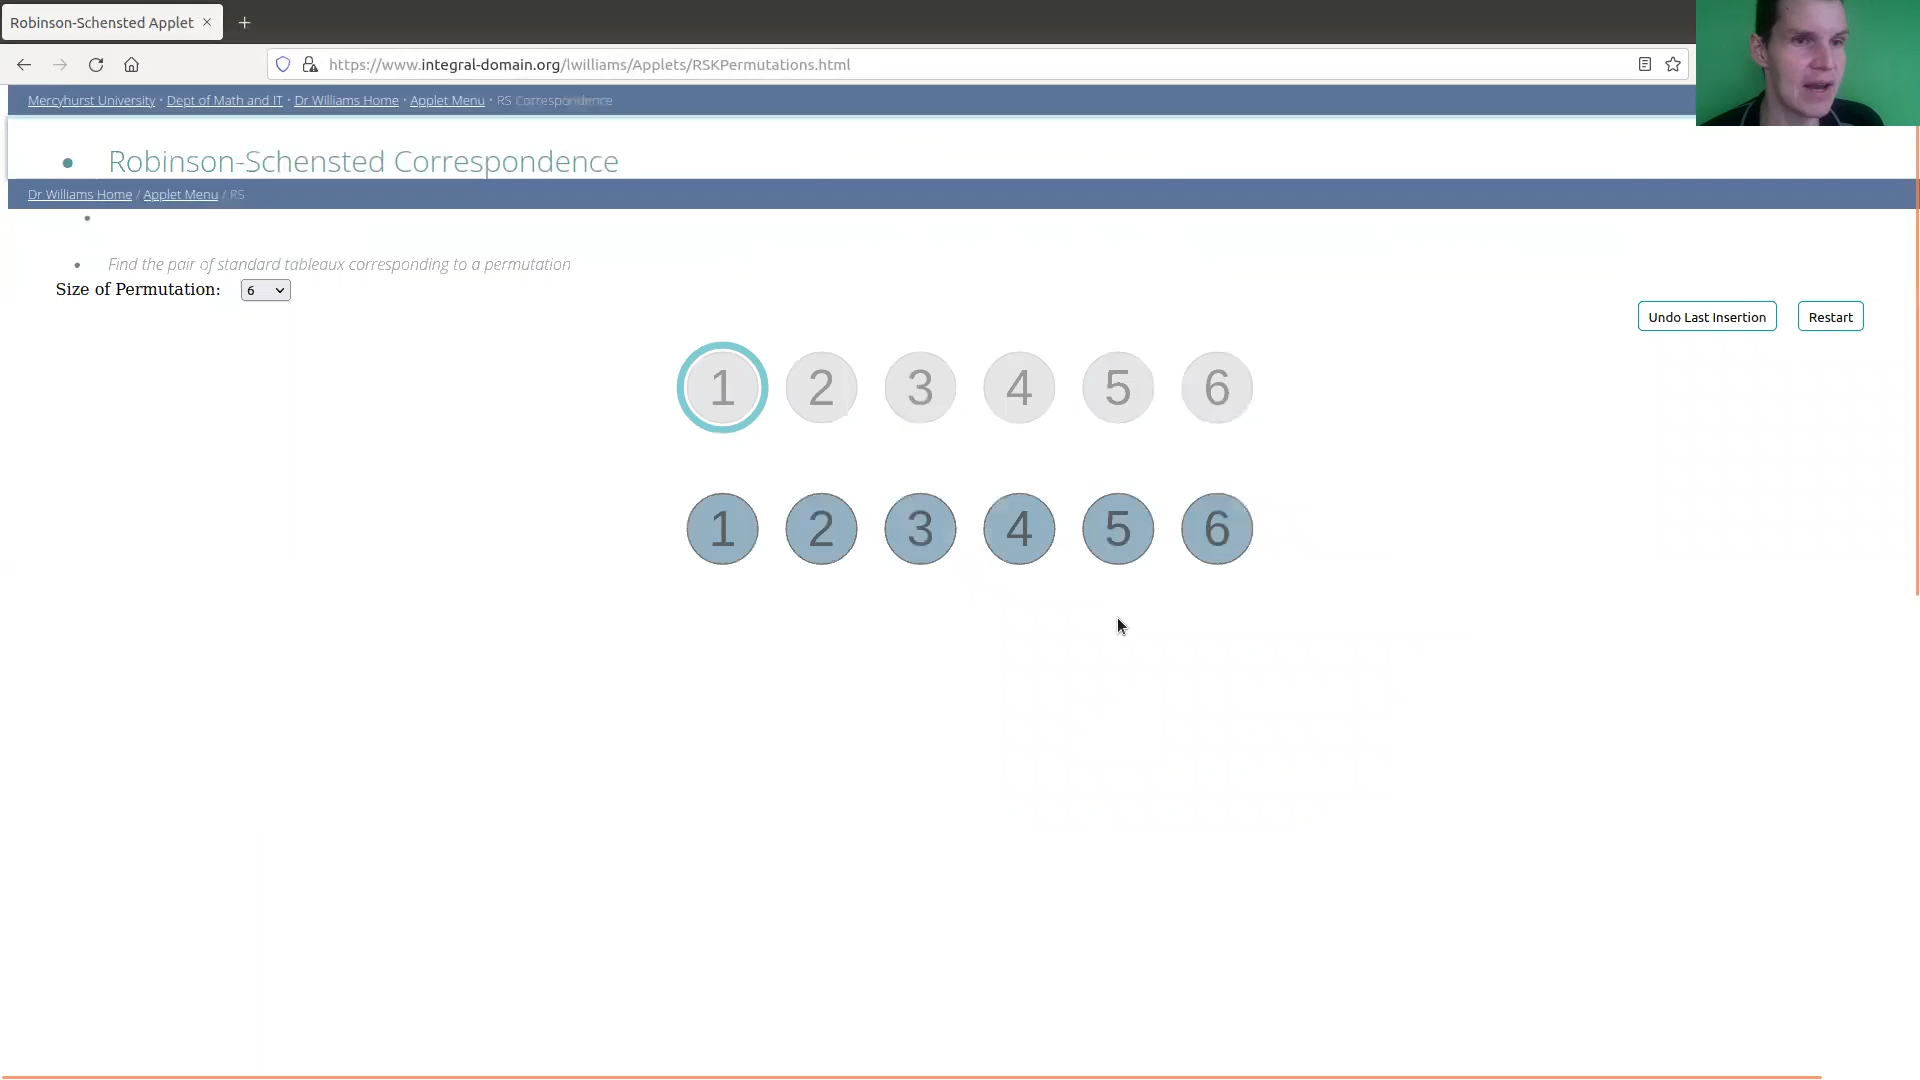 Robinson-Schensted Applet × +
https://www.integral-domain.org/lwilliams/Applets/RSKPermutations.html
Mercyhurst University · Dept of Math and IT · Dr Williams Home · Applet Menu · RS Correspondence
• Robinson-Schensted Correspondence
Dr Williams Home / Applet Menu / RS
•
• Find the pair of standard tableaux corresponding to a permutation
Size of Permutation: 6
Undo Last Insertion Restart
1 2 3 4 5 6
1 2 3 4 5 6